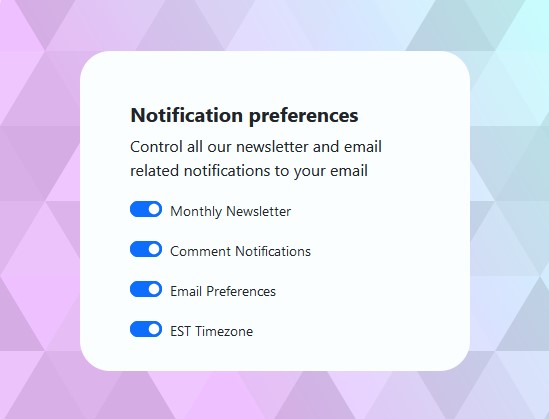 Notification preferences
Control all our newsletter and email
related notifications to your email
Monthly Newsletter
Comment Notifications
Email Preferences
EST Timezone